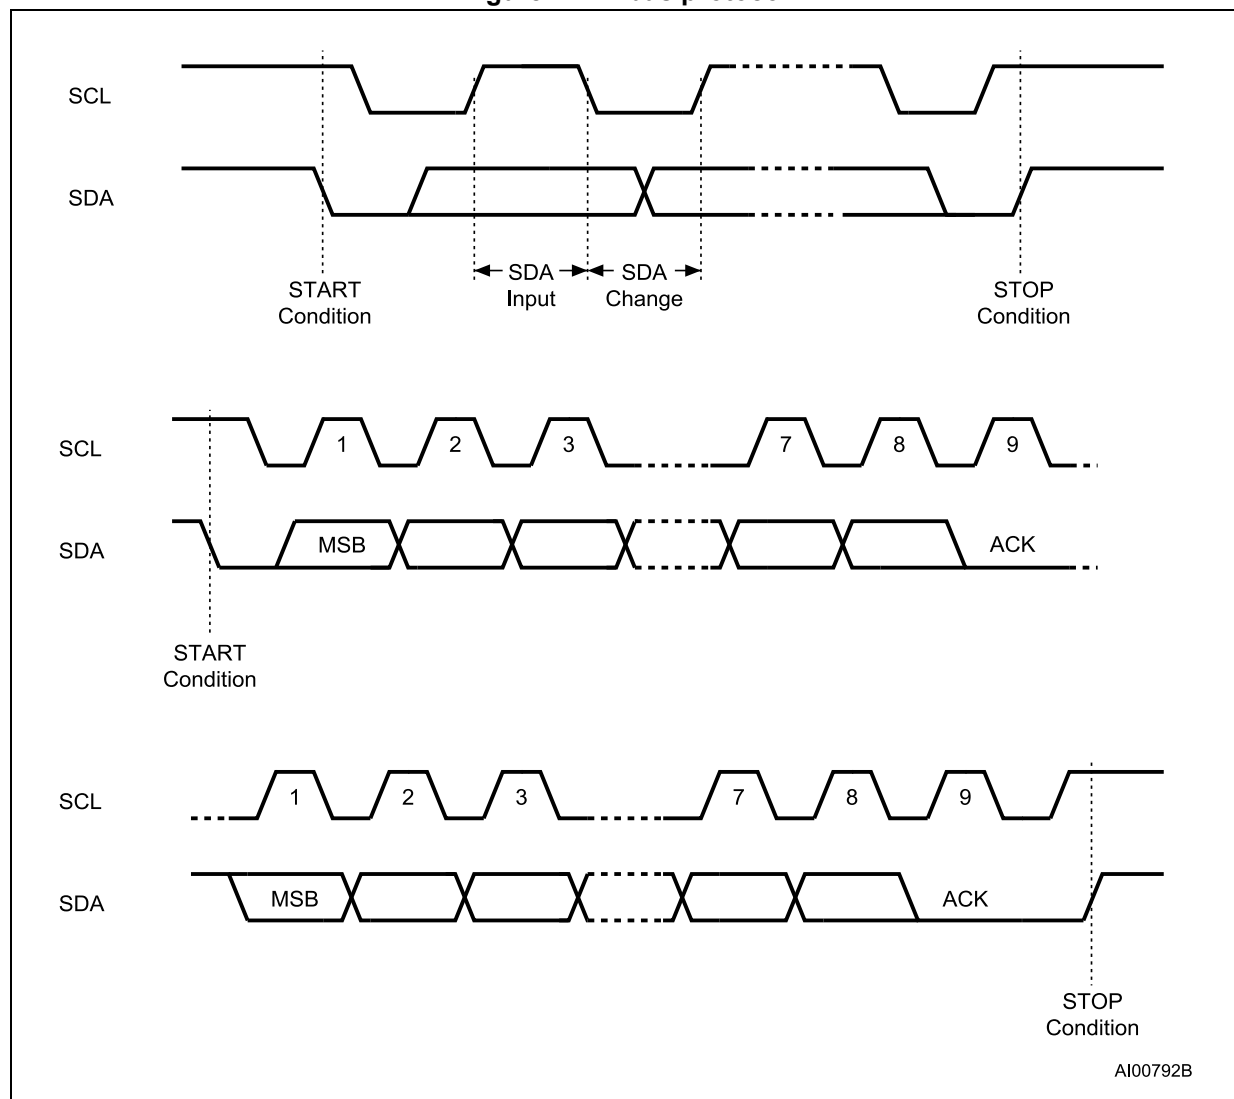 SCL
SDA
SDA Input
SDA Change
START Condition
STOP Condition
SCL
1 2 3 7 8 9
SDA
MSB ACK
START Condition
SCL
1 2 3 7 8 9
SDA
MSB ACK
STOP Condition
AI00792B